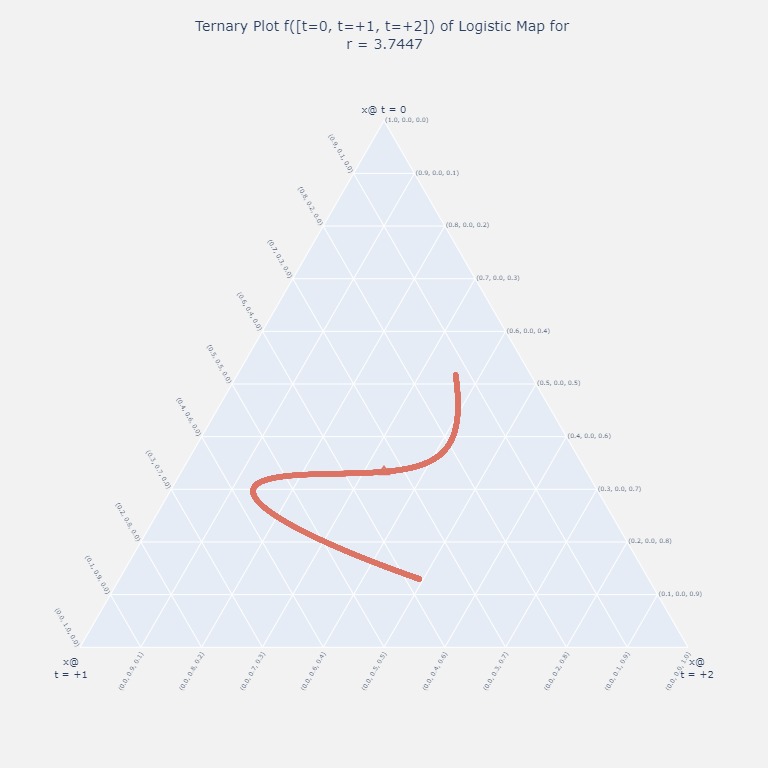 Ternary Plot f([t=0, t=+1, t=+2]) of Logistic Map for
r = 3.7447
x@ t = 0
(1.0, 0.0, 0.0)
(0.9, 0.1, 0.0)
(0.9, 0.0, 0.1)
(0.8, 0.2, 0.0)
(0.8, 0.0, 0.2)
(0.7, 0.3, 0.0)
(0.7, 0.0, 0.3)
(0.6, 0.4, 0.0)
(0.6, 0.0, 0.4)
(0.5, 0.5, 0.0)
(0.5, 0.0, 0.5)
(0.4, 0.6, 0.0)
(0.4, 0.0, 0.6)
(0.3, 0.7, 0.0)
(0.3, 0.0, 0.7)
(0.2, 0.8, 0.0)
(0.2, 0.0, 0.8)
(0.1, 0.9, 0.0)
(0.1, 0.0, 0.9)
(0.0, 1.0, 0.0)
x@
t = +1
(0.0, 0.9, 0.1)
(0.0, 0.8, 0.2)
(0.0, 0.7, 0.3)
(0.0, 0.6, 0.4)
(0.0, 0.5, 0.5)
(0.0, 0.4, 0.6)
(0.0, 0.3, 0.7)
(0.0, 0.2, 0.8)
(0.0, 0.1, 0.9)
(0.0, 0.0, 1.0)
x@
t = +2